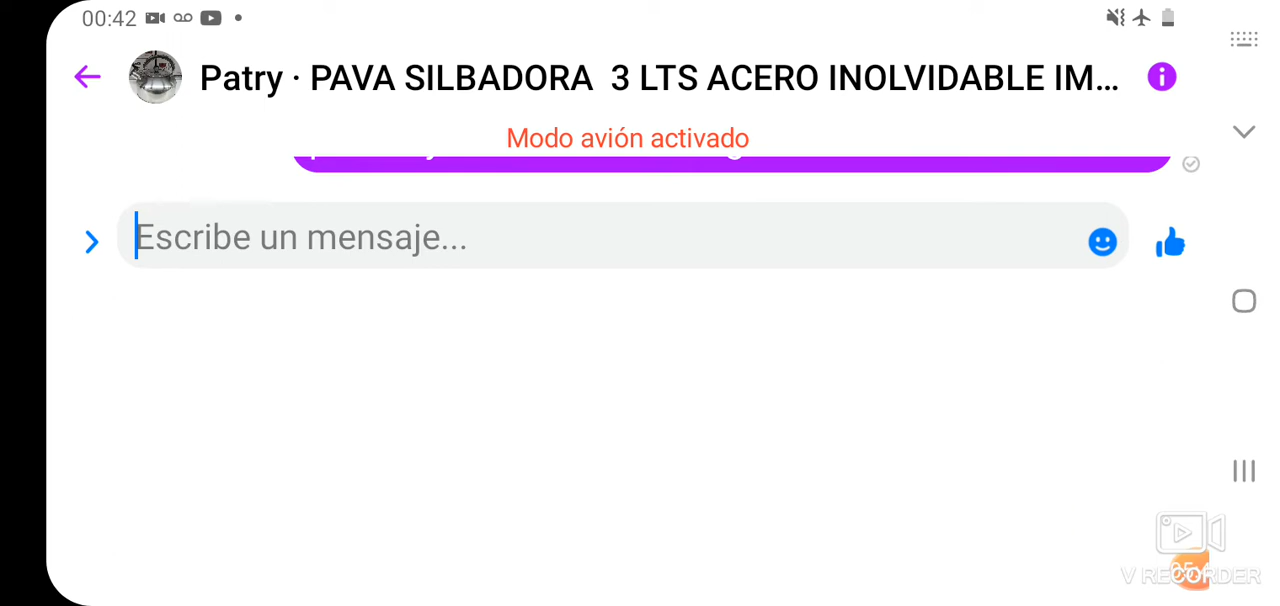 00:42
Patry · PAVA SILBADORA 3 LTS ACERO INOLVIDABLE IM...
Modo avión activado
Escribe un mensaje...
V RECORDER